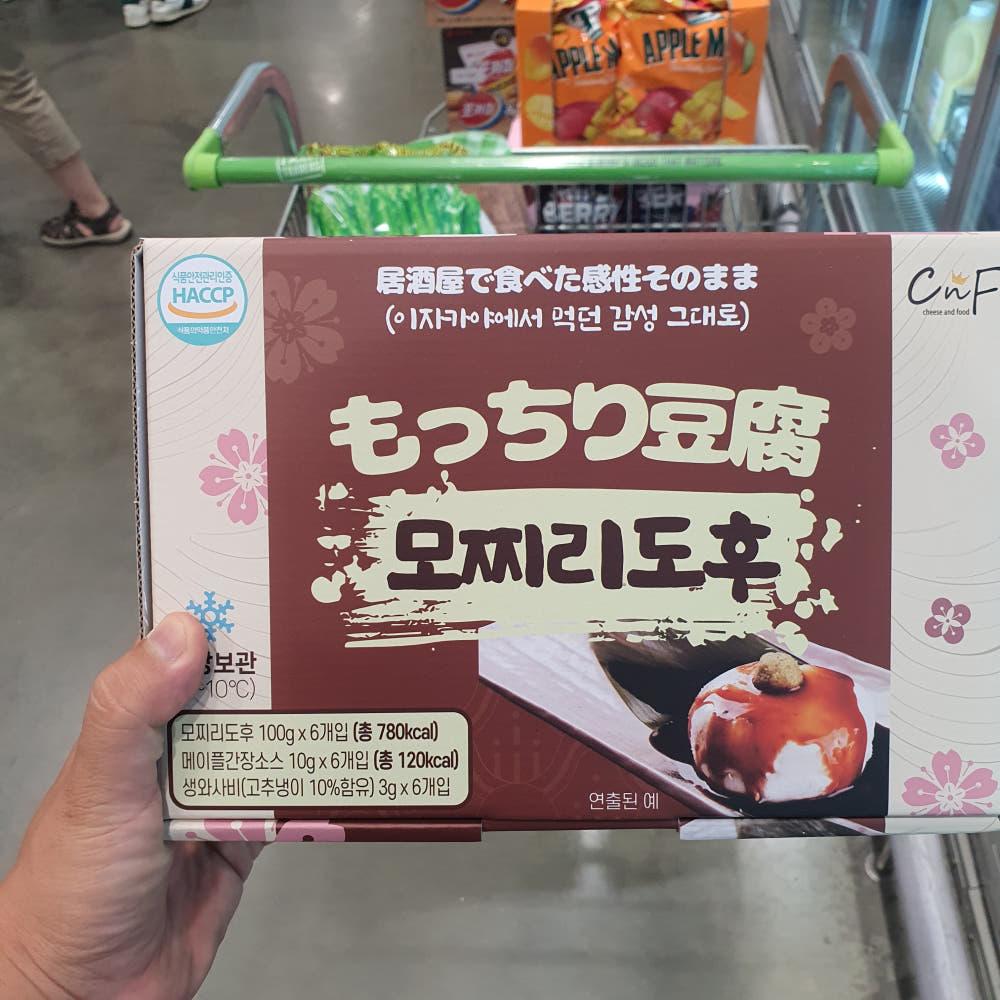 APPLE M
APPLE M
BERRY
식품안전관리인증
HACCP
식품의약품안전처
居酒屋で食べた感性そのまま
(이자카야에서 먹던 감성 그대로)
CnF
cheese and food
もっちり豆腐
모찌리도후
보관
10℃)
모찌리도후 100g x 6개입 (총 780kcal)
메이플간장소스 10g x 6개입 (총 120kcal)
생와사비(고추냉이 10%함유) 3g x 6개입
연출된 예